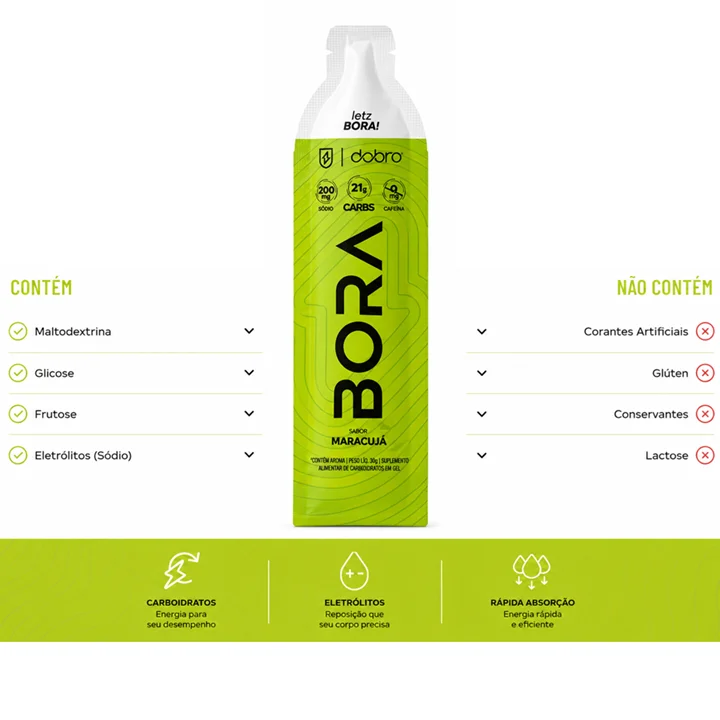 letz
BORA!
dobro
200 mg
SÓDIO
21g
CARBS
0 mg
CAFEÍNA
BORA
SABOR
MARACUJÁ
*CONTÉM AROMA | PESO LÍQ. 30g | SUPLEMENTO
ALIMENTAR DE CARBOIDRATOS EM GEL
CONTÉM
Maltodextrina
Glicose
Frutose
Eletrólitos (Sódio)
NÃO CONTÉM
Corantes Artificiais
Glúten
Conservantes
Lactose
CARBOIDRATOS
Energia para
seu desempenho
ELETRÓLITOS
Reposição que
seu corpo precisa
RÁPIDA ABSORÇÃO
Energia rápida
e eficiente